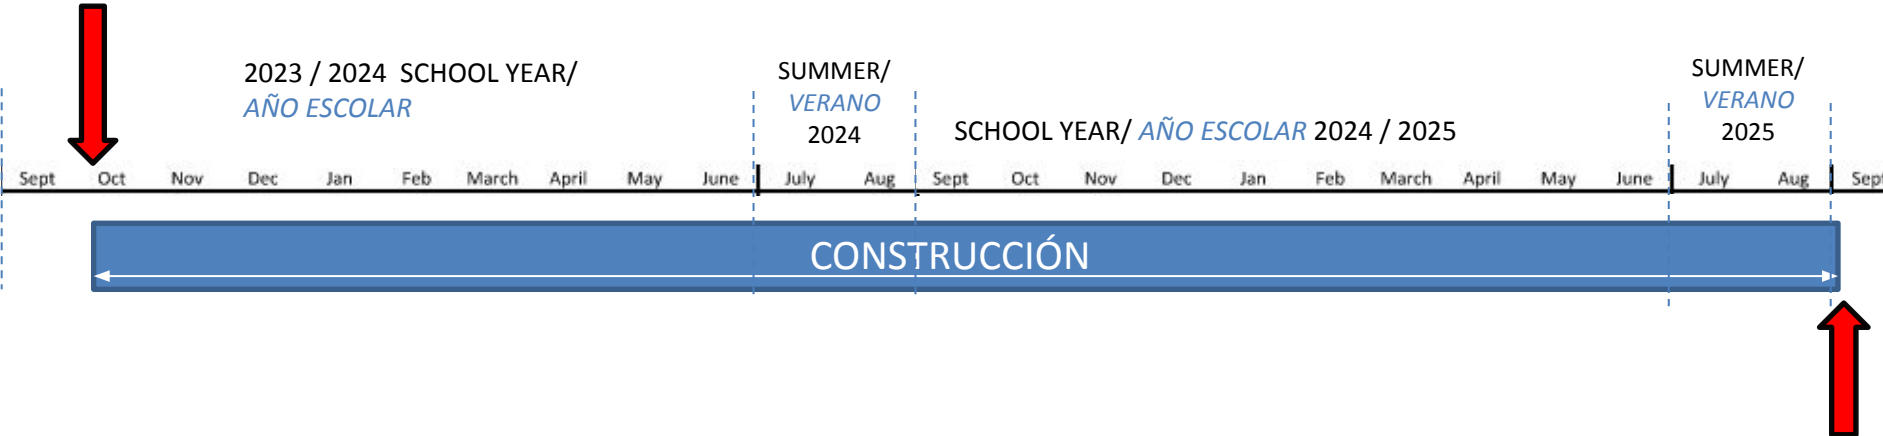 2023 / 2024 SCHOOL YEAR/
AÑO ESCOLAR
SUMMER/
VERANO
2024
SCHOOL YEAR/ AÑO ESCOLAR 2024 / 2025
SUMMER/
VERANO
2025
Sept Oct Nov Dec Jan Feb March April May June July Aug Sept Oct Nov Dec Jan Feb March April May June July Aug Sept
CONSTRUCCIÓN